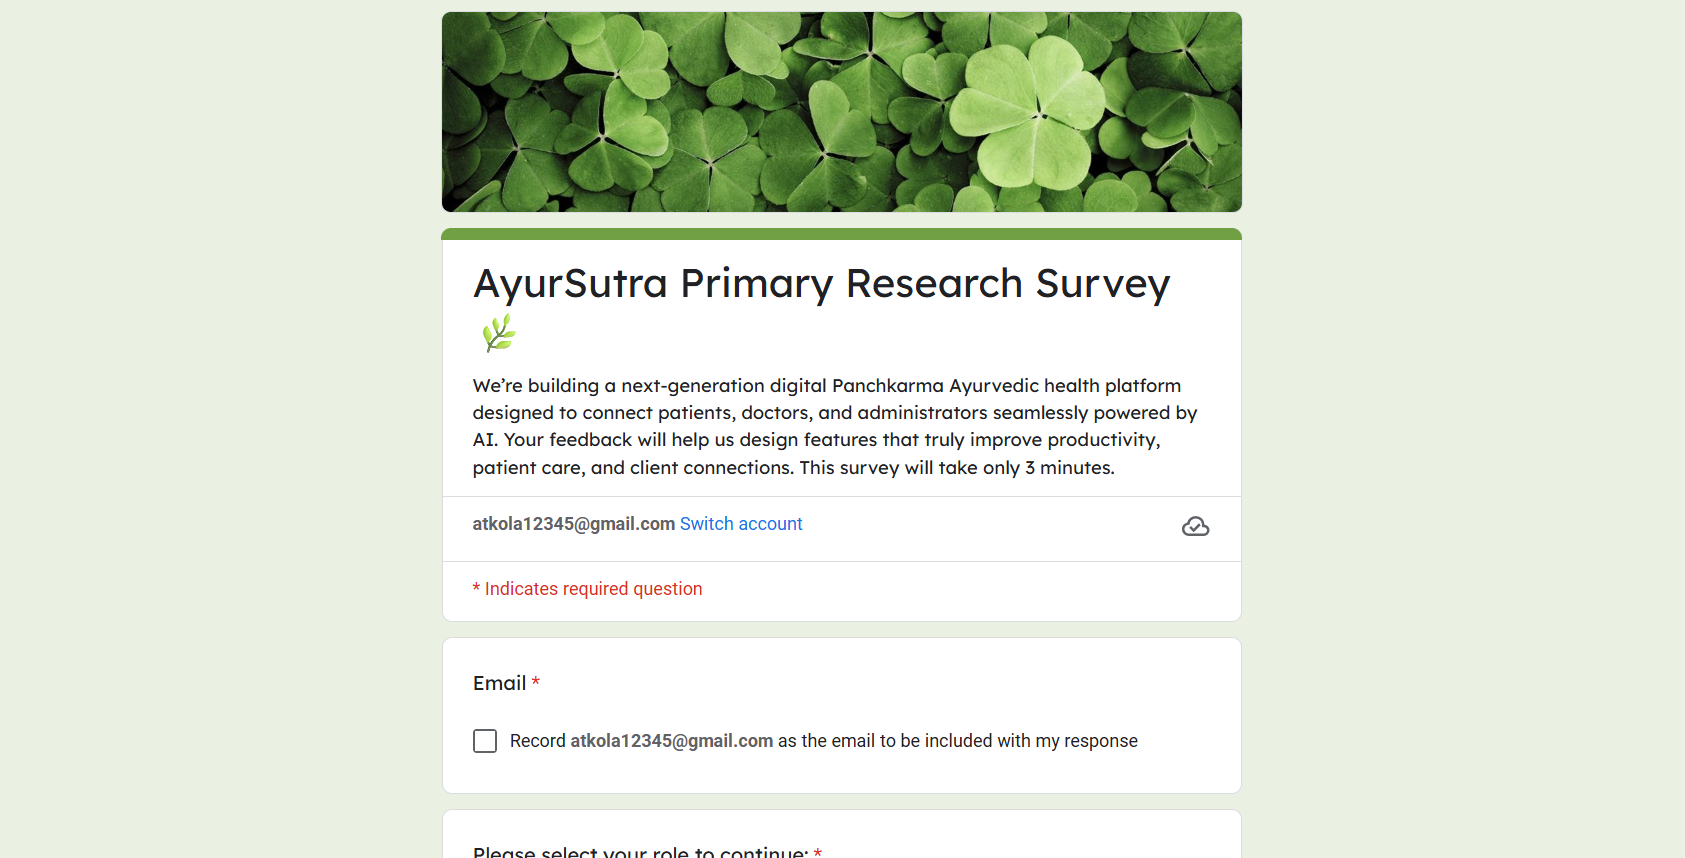 AyurSutra Primary Research Survey
🌿
We’re building a next-generation digital Panchkarma Ayurvedic health platform
designed to connect patients, doctors, and administrators seamlessly powered by
AI. Your feedback will help us design features that truly improve productivity,
patient care, and client connections. This survey will take only 3 minutes.
atkola12345@gmail.com Switch account
* Indicates required question
Email *
Record atkola12345@gmail.com as the email to be included with my response
Please select your role to continue: *